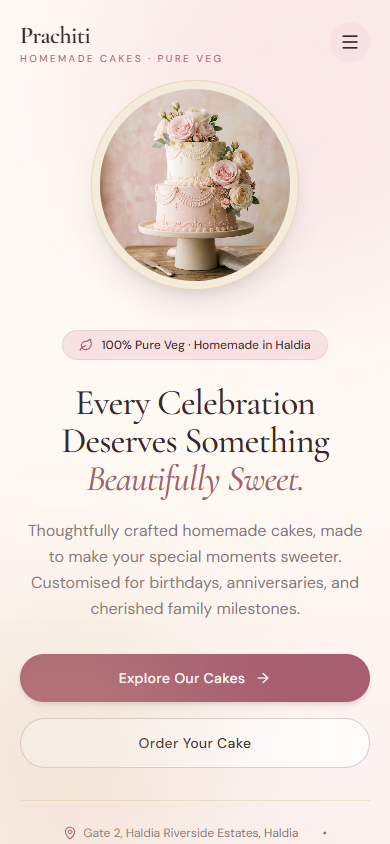 Prachiti
HOMEMADE CAKES · PURE VEG
100% Pure Veg · Homemade in Haldia
Every Celebration
Deserves Something
Beautifully Sweet.
Thoughtfully crafted homemade cakes, made
to make your special moments sweeter.
Customised for birthdays, anniversaries, and
cherished family milestones.
Explore Our Cakes →
Order Your Cake
Gate 2, Haldia Riverside Estates, Haldia •